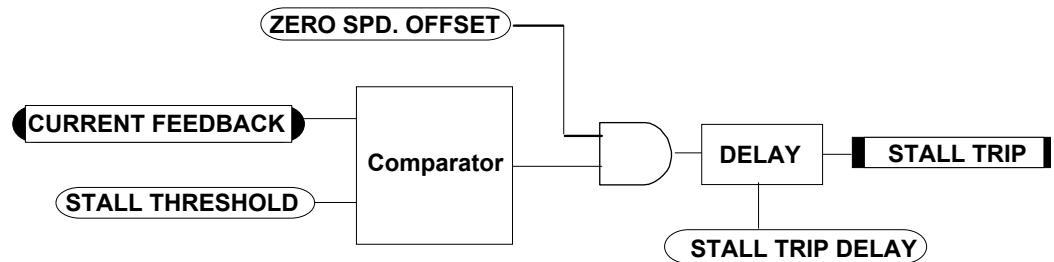 ZERO SPD. OFFSET
CURRENT FEEDBACK
Comparator
DELAY
STALL TRIP
STALL THRESHOLD
STALL TRIP DELAY